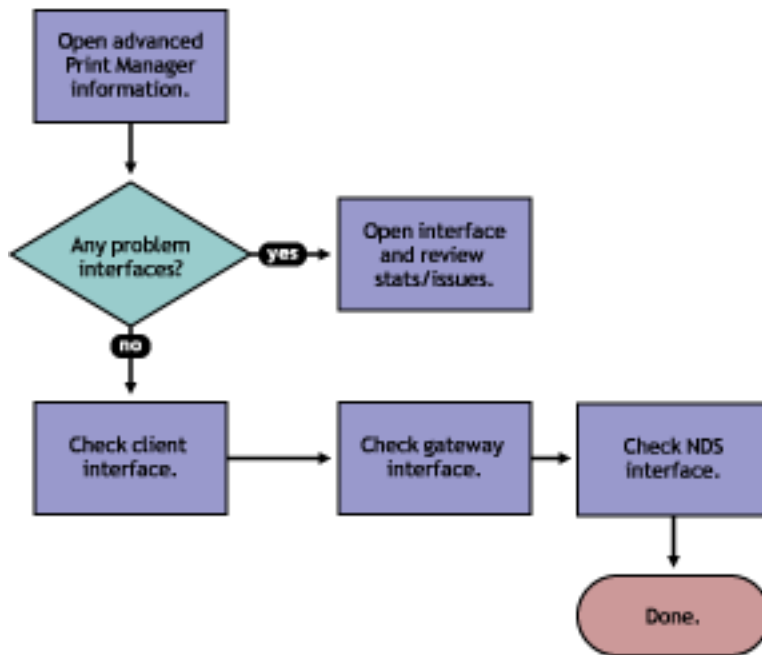 Open advanced
Print Manager
information.
Any problem
interfaces?
yes
Open interface
and review
stats/issues.
no
Check client
interface.
Check gateway
interface.
Check NDS
interface.
Done.